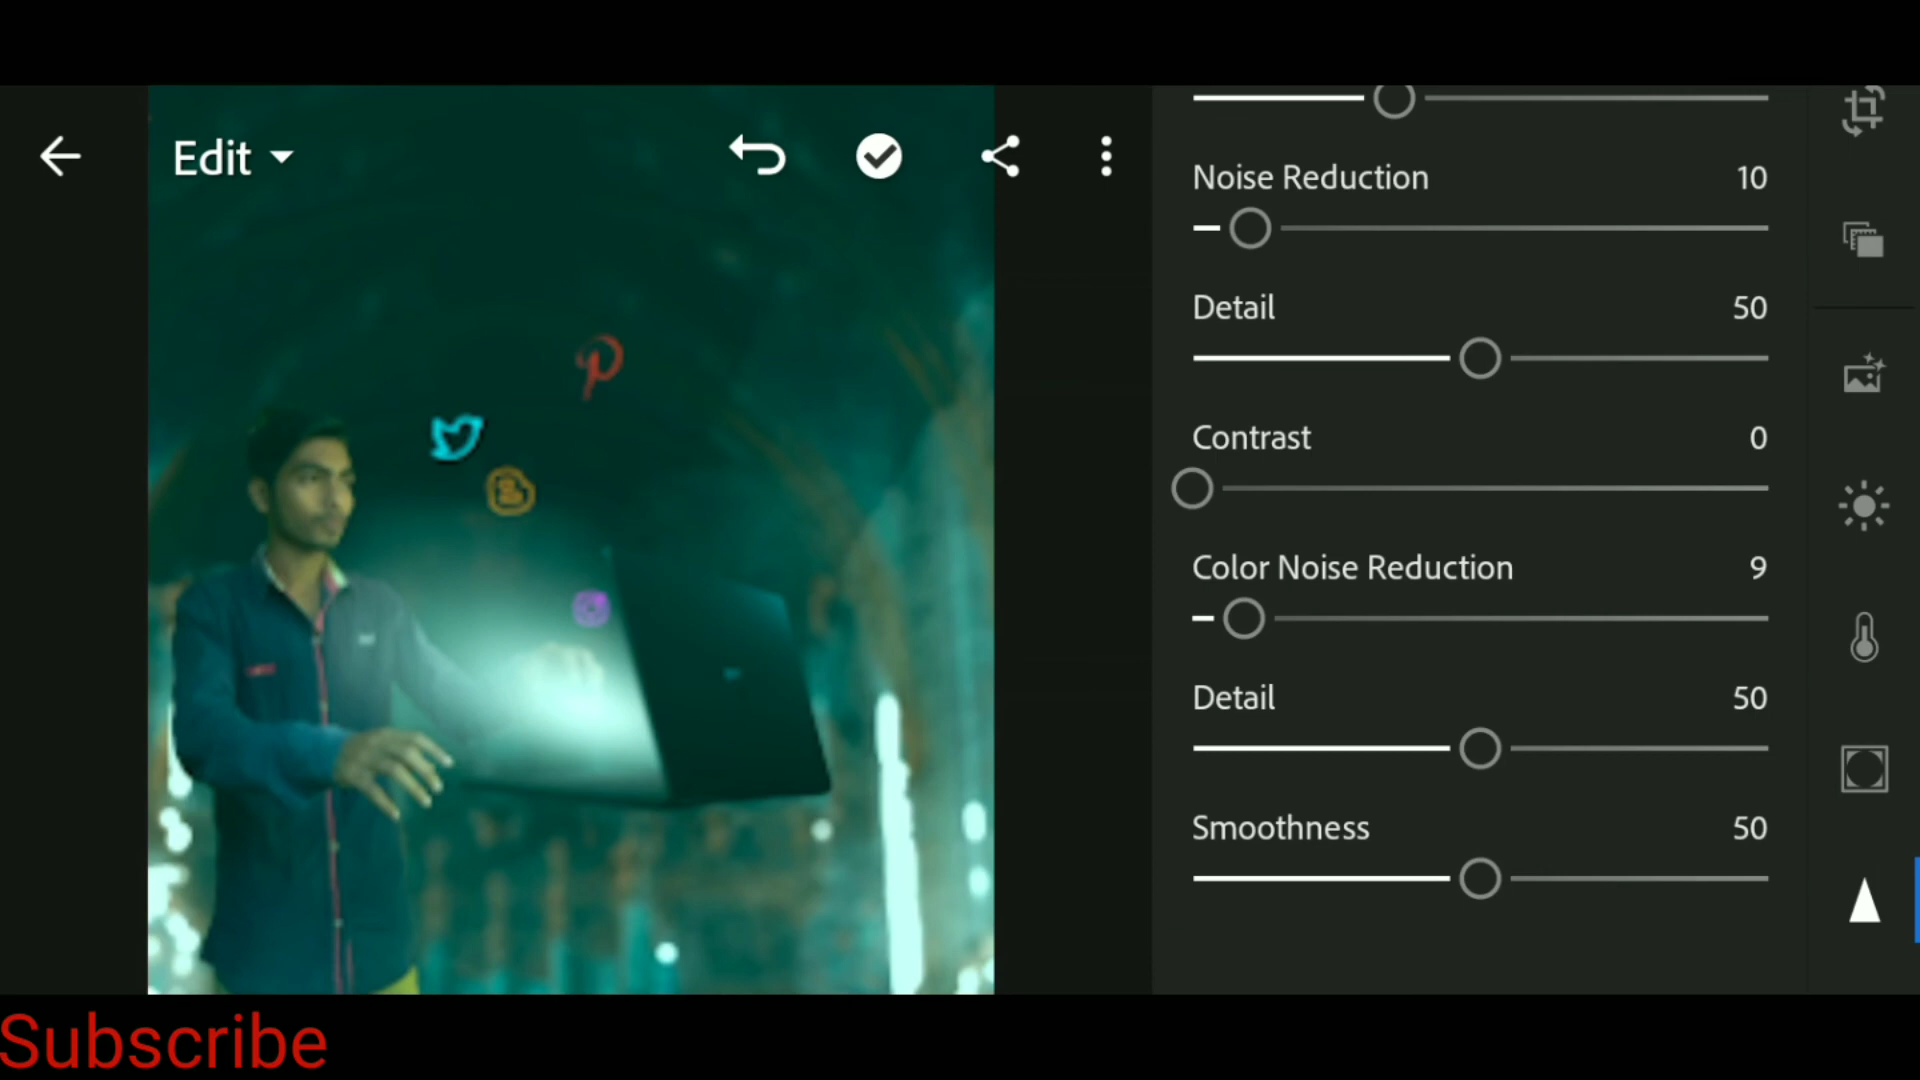 Edit
Noise Reduction 10
Detail 50
Contrast 0
Color Noise Reduction 9
Detail 50
Smoothness 50
Subscribe